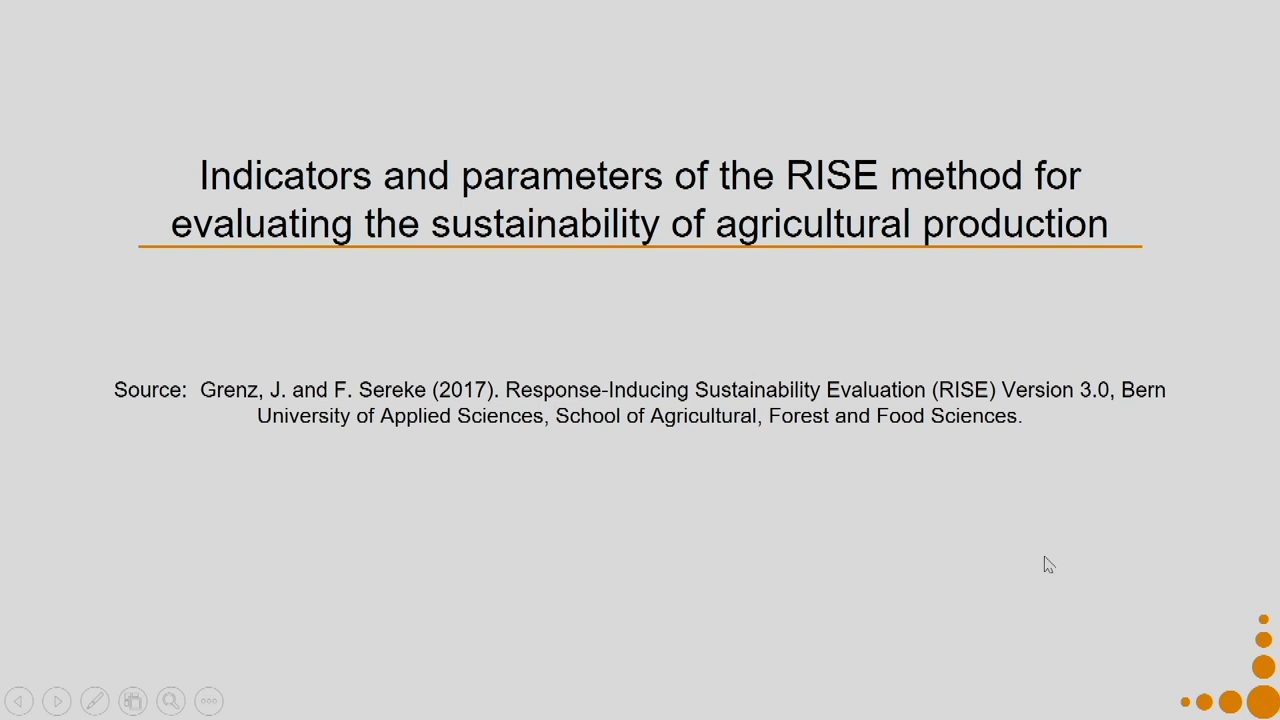 Indicators and parameters of the RISE method for
evaluating the sustainability of agricultural production
Source: Grenz, J. and F. Sereke (2017). Response-Inducing Sustainability Evaluation (RISE) Version 3.0, Bern
University of Applied Sciences, School of Agricultural, Forest and Food Sciences.